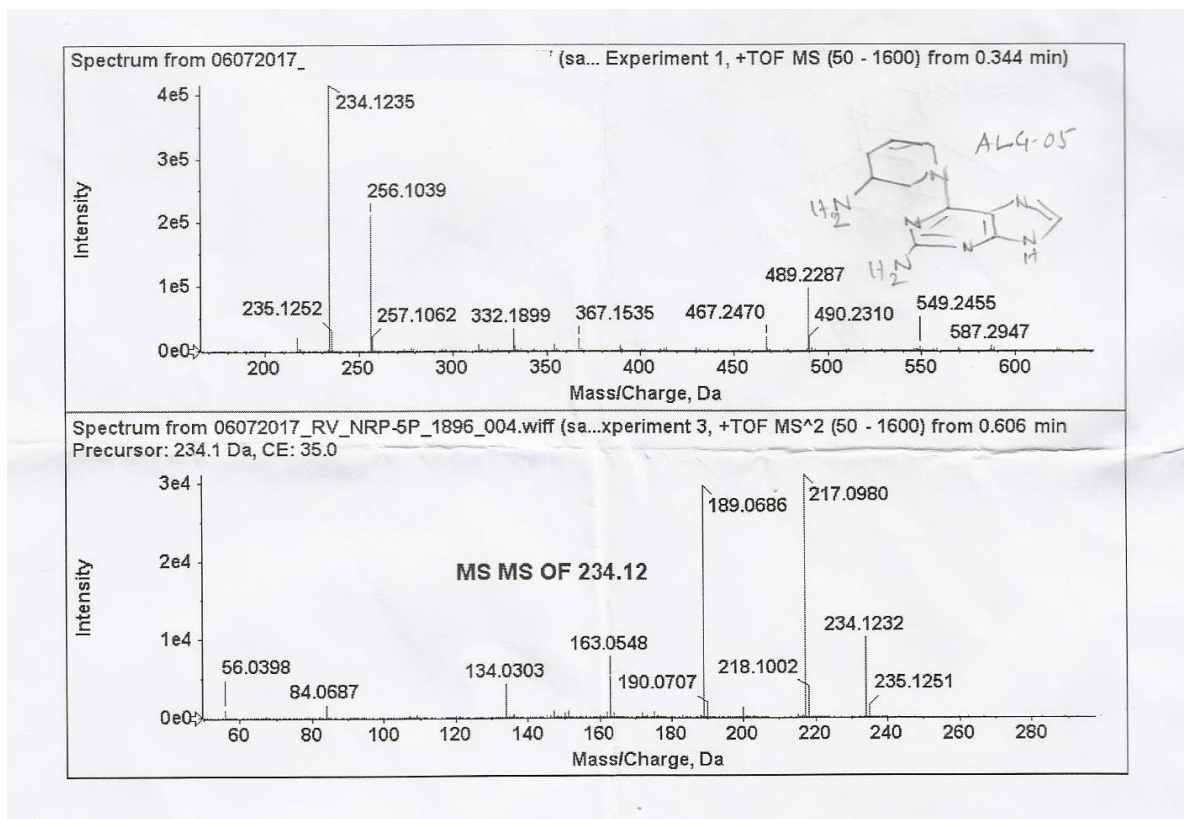 Spectrum from 06072017_ (sa... Experiment 1, +TOF MS (50 - 1600) from 0.344 min)
4e5
234.1235
ALG-05
3e5
256.1039
N
H2N
N
2e5
N
N
N
H
489.2287
H2N
1e5
235.1252
257.1062
332.1899
367.1535
467.2470
490.2310
549.2455
587.2947
0e0
200 250 300 350 400 450 500 550 600
Mass/Charge, Da
Intensity
Spectrum from 06072017_RV_NRP-5P_1896_004.wiff (sa...xperiment 3, +TOF MS^2 (50 - 1600) from 0.606 min
Precursor: 234.1 Da, CE: 35.0
3e4
189.0686
217.0980
2e4
MS MS OF 234.12
1e4
234.1232
163.0548
56.0398
134.0303
218.1002
84.0687
190.0707
235.1251
0e0
60 80 100 120 140 160 180 200 220 240 260 280
Mass/Charge, Da
Intensity